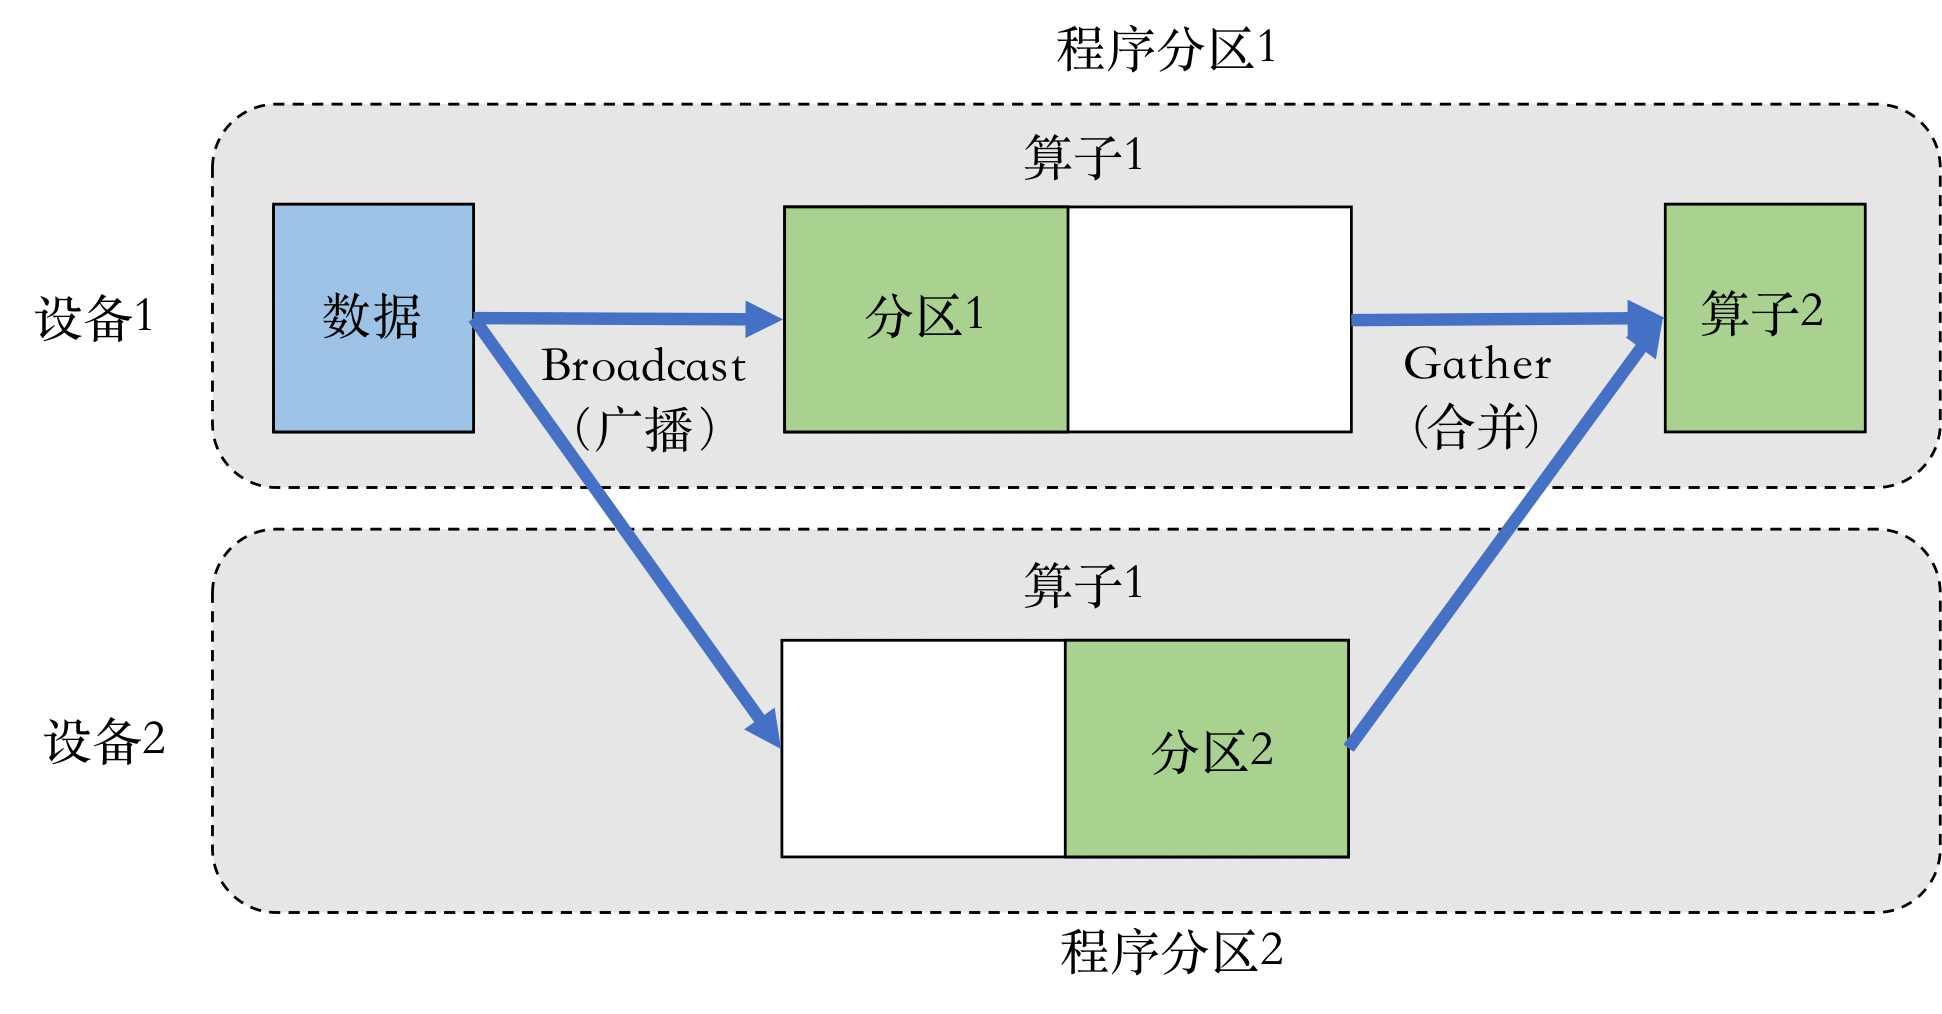 程序分区1
算子1
设备1
数据
分区1
算子2
Broadcast
（广播）
Gather
(合并)
算子1
设备2
分区2
程序分区2